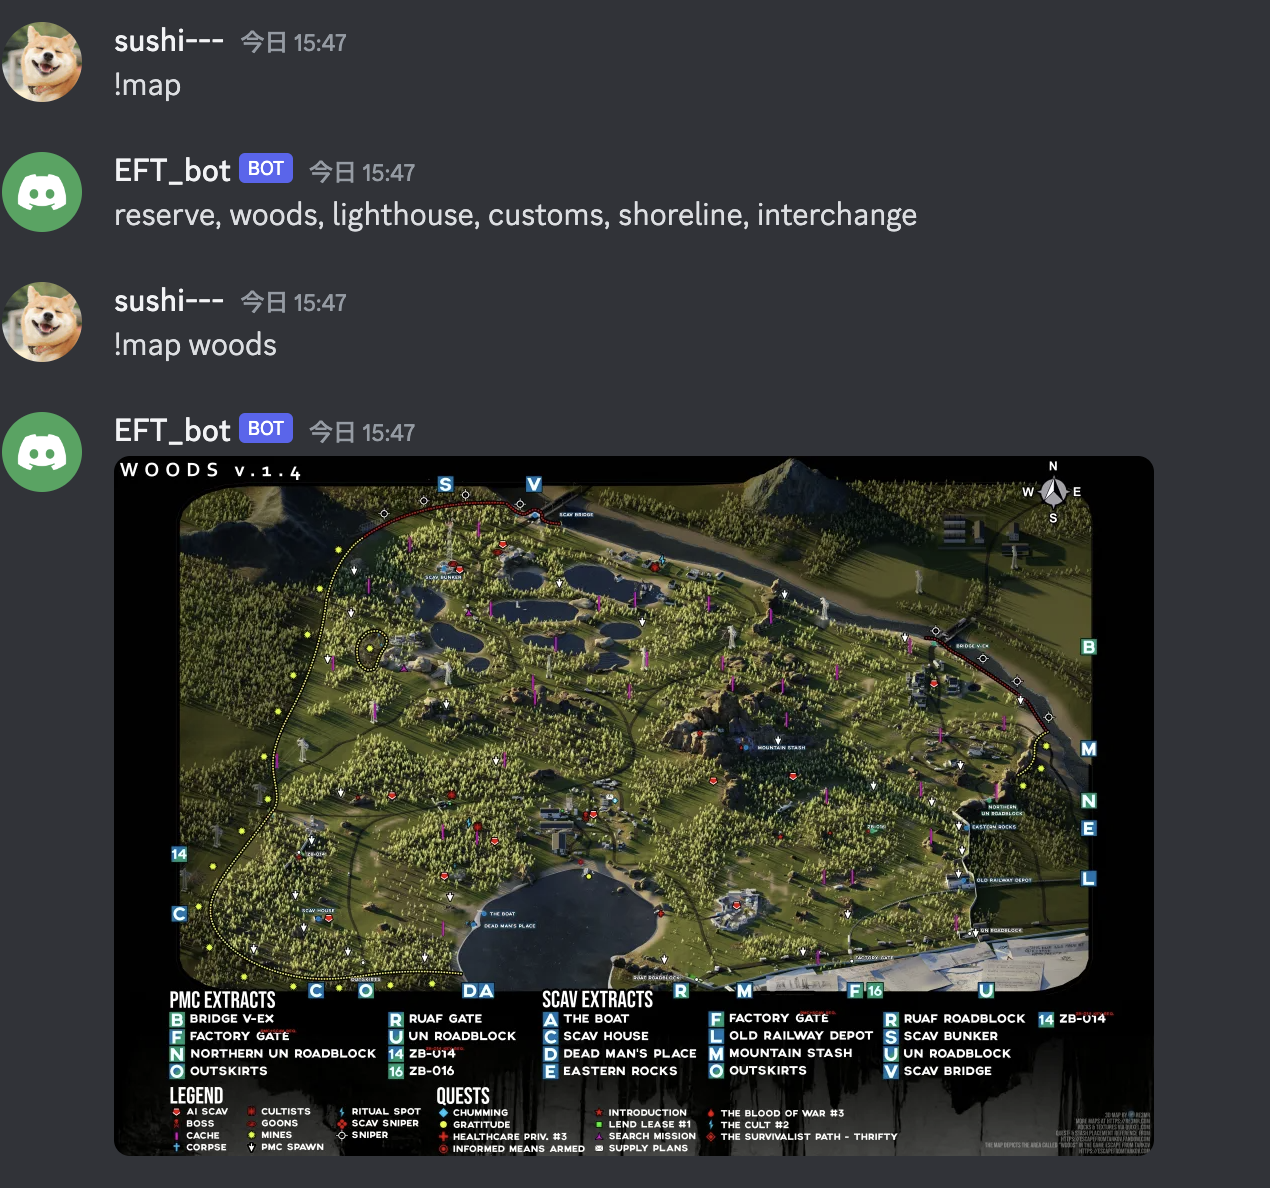 sushi--- 今日 15:47
!map
EFT_bot BOT 今日 15:47
reserve, woods, lighthouse, customs, shoreline, interchange
sushi--- 今日 15:47
!map woods
EFT_bot BOT 今日 15:47
WOODS v.1.4
N
W E
S
S V
SCAV BRIDGE
SCAV BUNKER
B
BRIDGE V-EX
M
MOUNTAIN STASH
N
NORTHERN
UN ROADBLOCK
E
EASTERN ROCKS
ZB-016
14
ZB-014
L
OLD RAILWAY DEPOT
C
SCAV HOUSE
THE BOAT
DEAD MAN'S PLACE
UN ROADBLOCK
FACTORY GATE
OUTSKIRTS
RUAF ROADBLOCK
C O D A R M F 16 U
PMC EXTRACTS
B BRIDGE V-EX
F FACTORY GATE
N NORTHERN UN ROADBLOCK
O OUTSKIRTS
R RUAF GATE
U UN ROADBLOCK
14 ZB-014
16 ZB-016
SCAV EXTRACTS
A THE BOAT
C SCAV HOUSE
D DEAD MAN'S PLACE
E EASTERN ROCKS
F FACTORY GATE
L OLD RAILWAY DEPOT
M MOUNTAIN STASH
O OUTSKIRTS
R RUAF ROADBLOCK
S SCAV BUNKER
U UN ROADBLOCK
V SCAV BRIDGE
14 ZB-014
LEGEND
AI SCAV
BOSS
CACHE
CORPSE
CULTISTS
GOONS
MINES
PMC SPAWN
RITUAL SPOT
SCAV SNIPER
SNIPER
QUESTS
CHUMMING
GRATITUDE
HEALTHCARE PRIV. #3
INFORMED MEANS ARMED
INTRODUCTION
LEND LEASE #1
SEARCH MISSION
SUPPLY PLANS
THE BLOOD OF WAR #3
THE CULT #2
THE SURVIVALIST PATH - THRIFTY